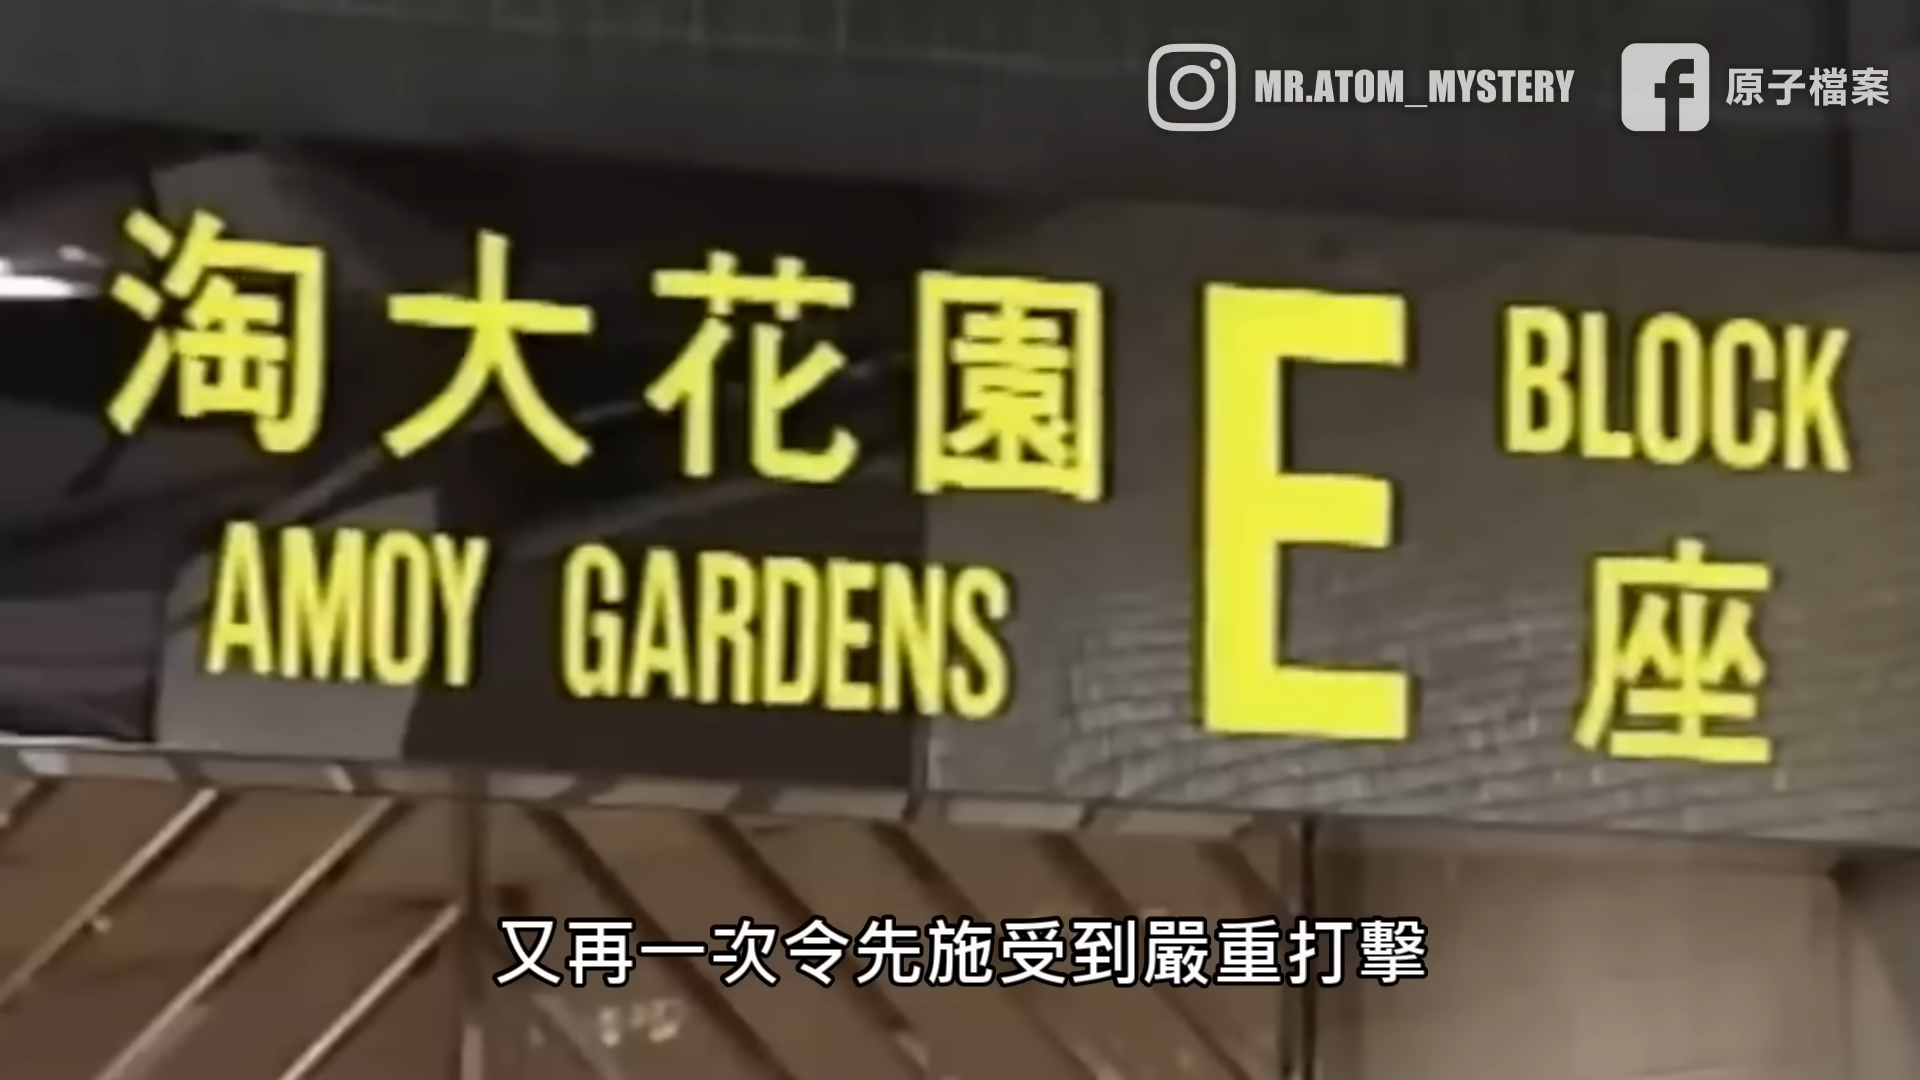 MR.ATOM_MYSTERY
原子檔案
淘大花園
AMOY GARDENS
E
BLOCK
座
又再一次令先施受到嚴重打擊